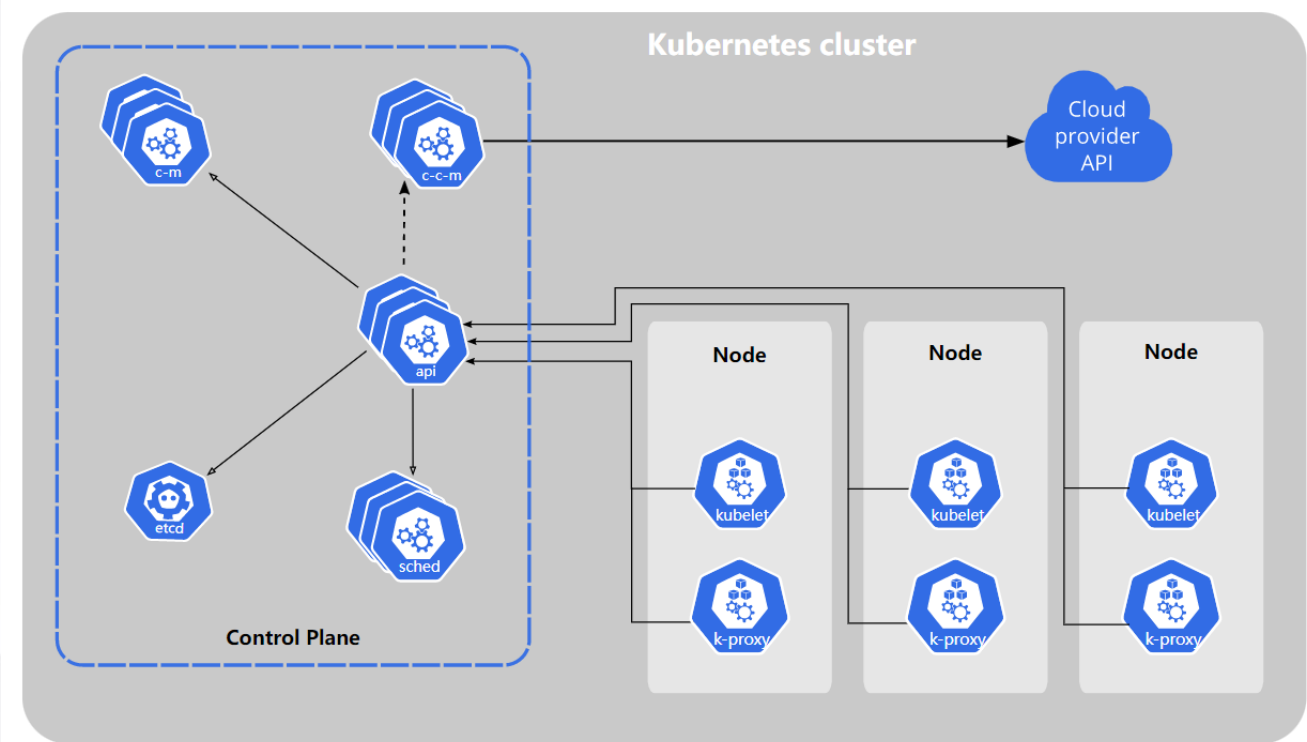 Kubernetes cluster
c-m
c-c-m
Cloud
provider
API
api
Node
Node
Node
etcd
sched
kubelet
kubelet
kubelet
k-proxy
k-proxy
k-proxy
Control Plane